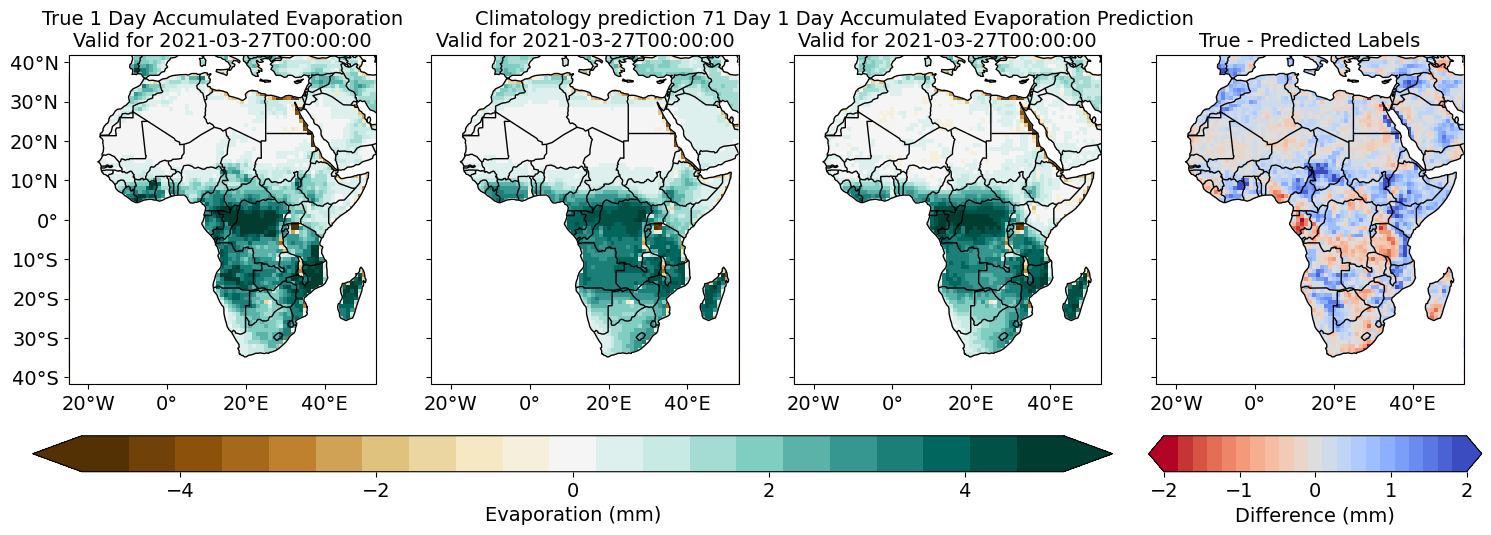 True 1 Day Accumulated Evaporation
Valid for 2021-03-27T00:00:00
Climatology prediction 71 Day 1 Day Accumulated Evaporation Prediction
Valid for 2021-03-27T00:00:00
Valid for 2021-03-27T00:00:00
True - Predicted Labels
40°N
30°N
20°N
10°N
0°
10°S
20°S
30°S
40°S
20°W 0° 20°E 40°E
20°W 0° 20°E 40°E
20°W 0° 20°E 40°E
20°W 0° 20°E 40°E
−4 −2 0 2 4
Evaporation (mm)
−2 −1 0 1 2
Difference (mm)